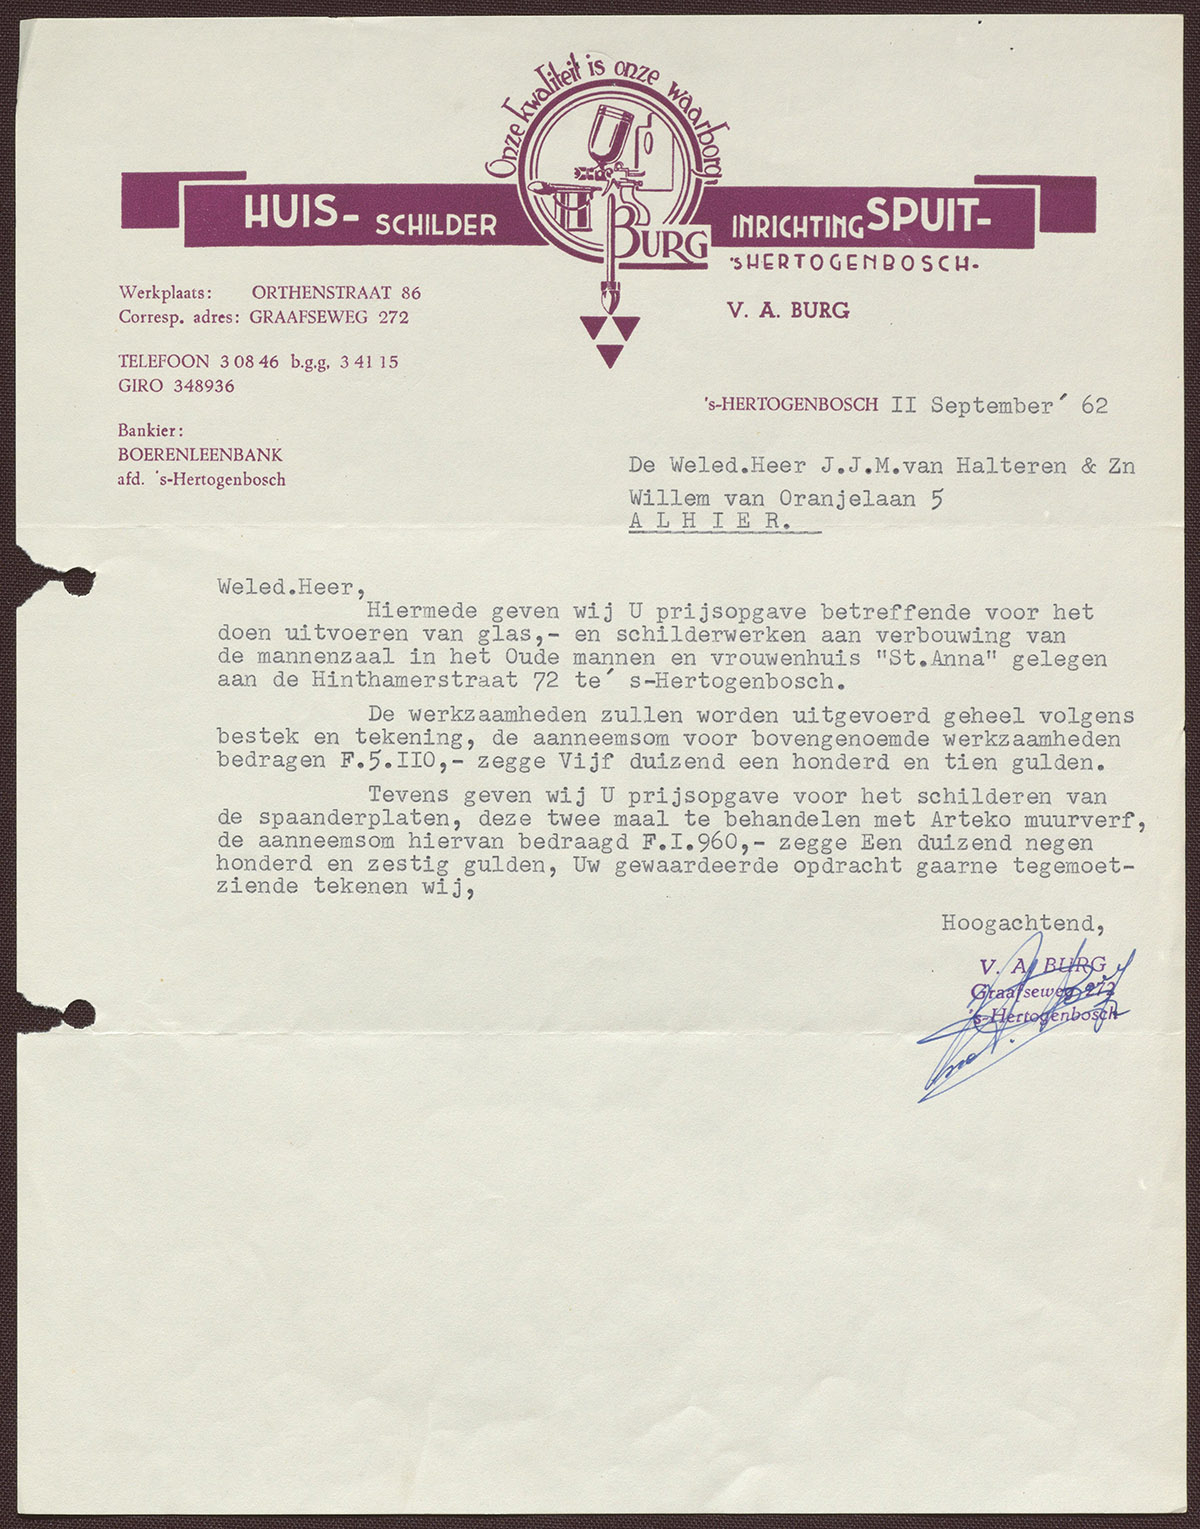 Onze kwaliteit is onze waarborg
HUIS- SCHILDER
BURG
INRICHTING SPUIT-
'sHERTOGENBOSCH-
Werkplaats: ORTHENSTRAAT 86
Corresp. adres: GRAAFSEWEG 272
V. A. BURG
TELEFOON 3 08 46 b.g.g, 3 41 15
GIRO 348936
's-HERTOGENBOSCH II September´ 62
Bankier:
BOERENLEENBANK
afd. 's-Hertogenbosch
De Weled.Heer J.J.M.van Halteren & Zn
Willem van Oranjelaan 5
A L H I E R.
Weled.Heer,
Hiermede geven wij U prijsopgave betreffende voor het
doen uitvoeren van glas,- en schilderwerken aan verbouwing van
de mannenzaal in het Oude mannen en vrouwenhuis "St.Anna" gelegen
aan de Hinthamerstraat 72 te´ s-Hertogenbosch.
De werkzaamheden zullen worden uitgevoerd geheel volgens
bestek en tekening, de aanneemsom voor bovengenoemde werkzaamheden
bedragen F.5.II0,- zegge Vijf duizend een honderd en tien gulden.
Tevens geven wij U prijsopgave voor het schilderen van
de spaanderplaten, deze twee maal te behandelen met Arteko muurverf,
de aanneemsom hiervan bedraagd F.I.960,- zegge Een duizend negen
honderd en zestig gulden, Uw gewaardeerde opdracht gaarne tegemoet-
ziende tekenen wij,
Hoogachtend,
V. A. BURG
Graafseweg 272
's-Hertogenbosch